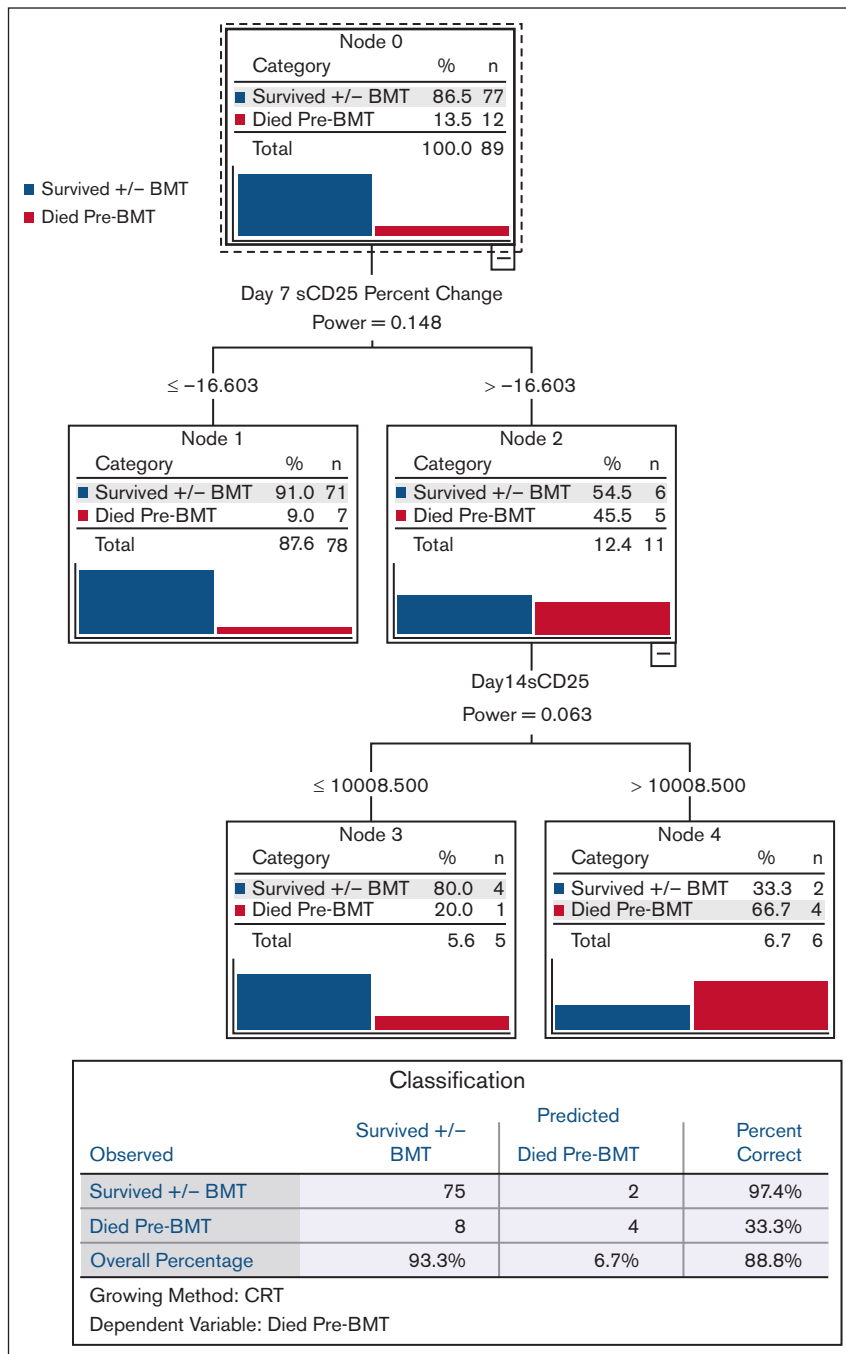 Node 0
Category % n
Survived +/– BMT 86.5 77
Died Pre-BMT 13.5 12
Total 100.0 89
Survived +/– BMT
Died Pre-BMT
Day 7 sCD25 Percent Change
Power = 0.148
≤ –16.603 > –16.603
Node 1
Category % n
Survived +/– BMT 91.0 71
Died Pre-BMT 9.0 7
Total 87.6 78
Node 2
Category % n
Survived +/– BMT 54.5 6
Died Pre-BMT 45.5 5
Total 12.4 11
Day14sCD25
Power = 0.063
≤ 10008.500 > 10008.500
Node 3
Category % n
Survived +/– BMT 80.0 4
Died Pre-BMT 20.0 1
Total 5.6 5
Node 4
Category % n
Survived +/– BMT 33.3 2
Died Pre-BMT 66.7 4
Total 6.7 6
Classification
Predicted
Observed Survived +/– BMT Died Pre-BMT Percent Correct
Survived +/– BMT 75 2 97.4%
Died Pre-BMT 8 4 33.3%
Overall Percentage 93.3% 6.7% 88.8%
Growing Method: CRT
Dependent Variable: Died Pre-BMT